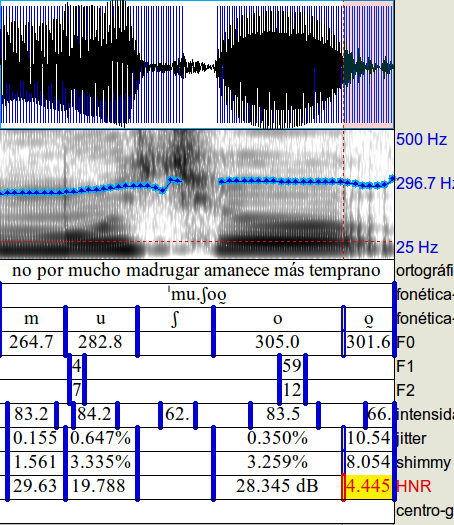 500 Hz
296.7 Hz
25 Hz
no por mucho madrugar amanece más temprano ortográfi
ˈmu.ʃoo̰ fonética-
m u ʃ o o̰ fonética-
264.7 282.8 305.0 301.6 F0
4 59 F1
7 12 F2
83.2 84.2 62. 83.5 66. intensida
0.155 0.647% 0.350% 10.54 jitter
1.561 3.335% 3.259% 8.054 shimmy
29.63 19.788 28.345 dB 4.445 HNR
centro-g